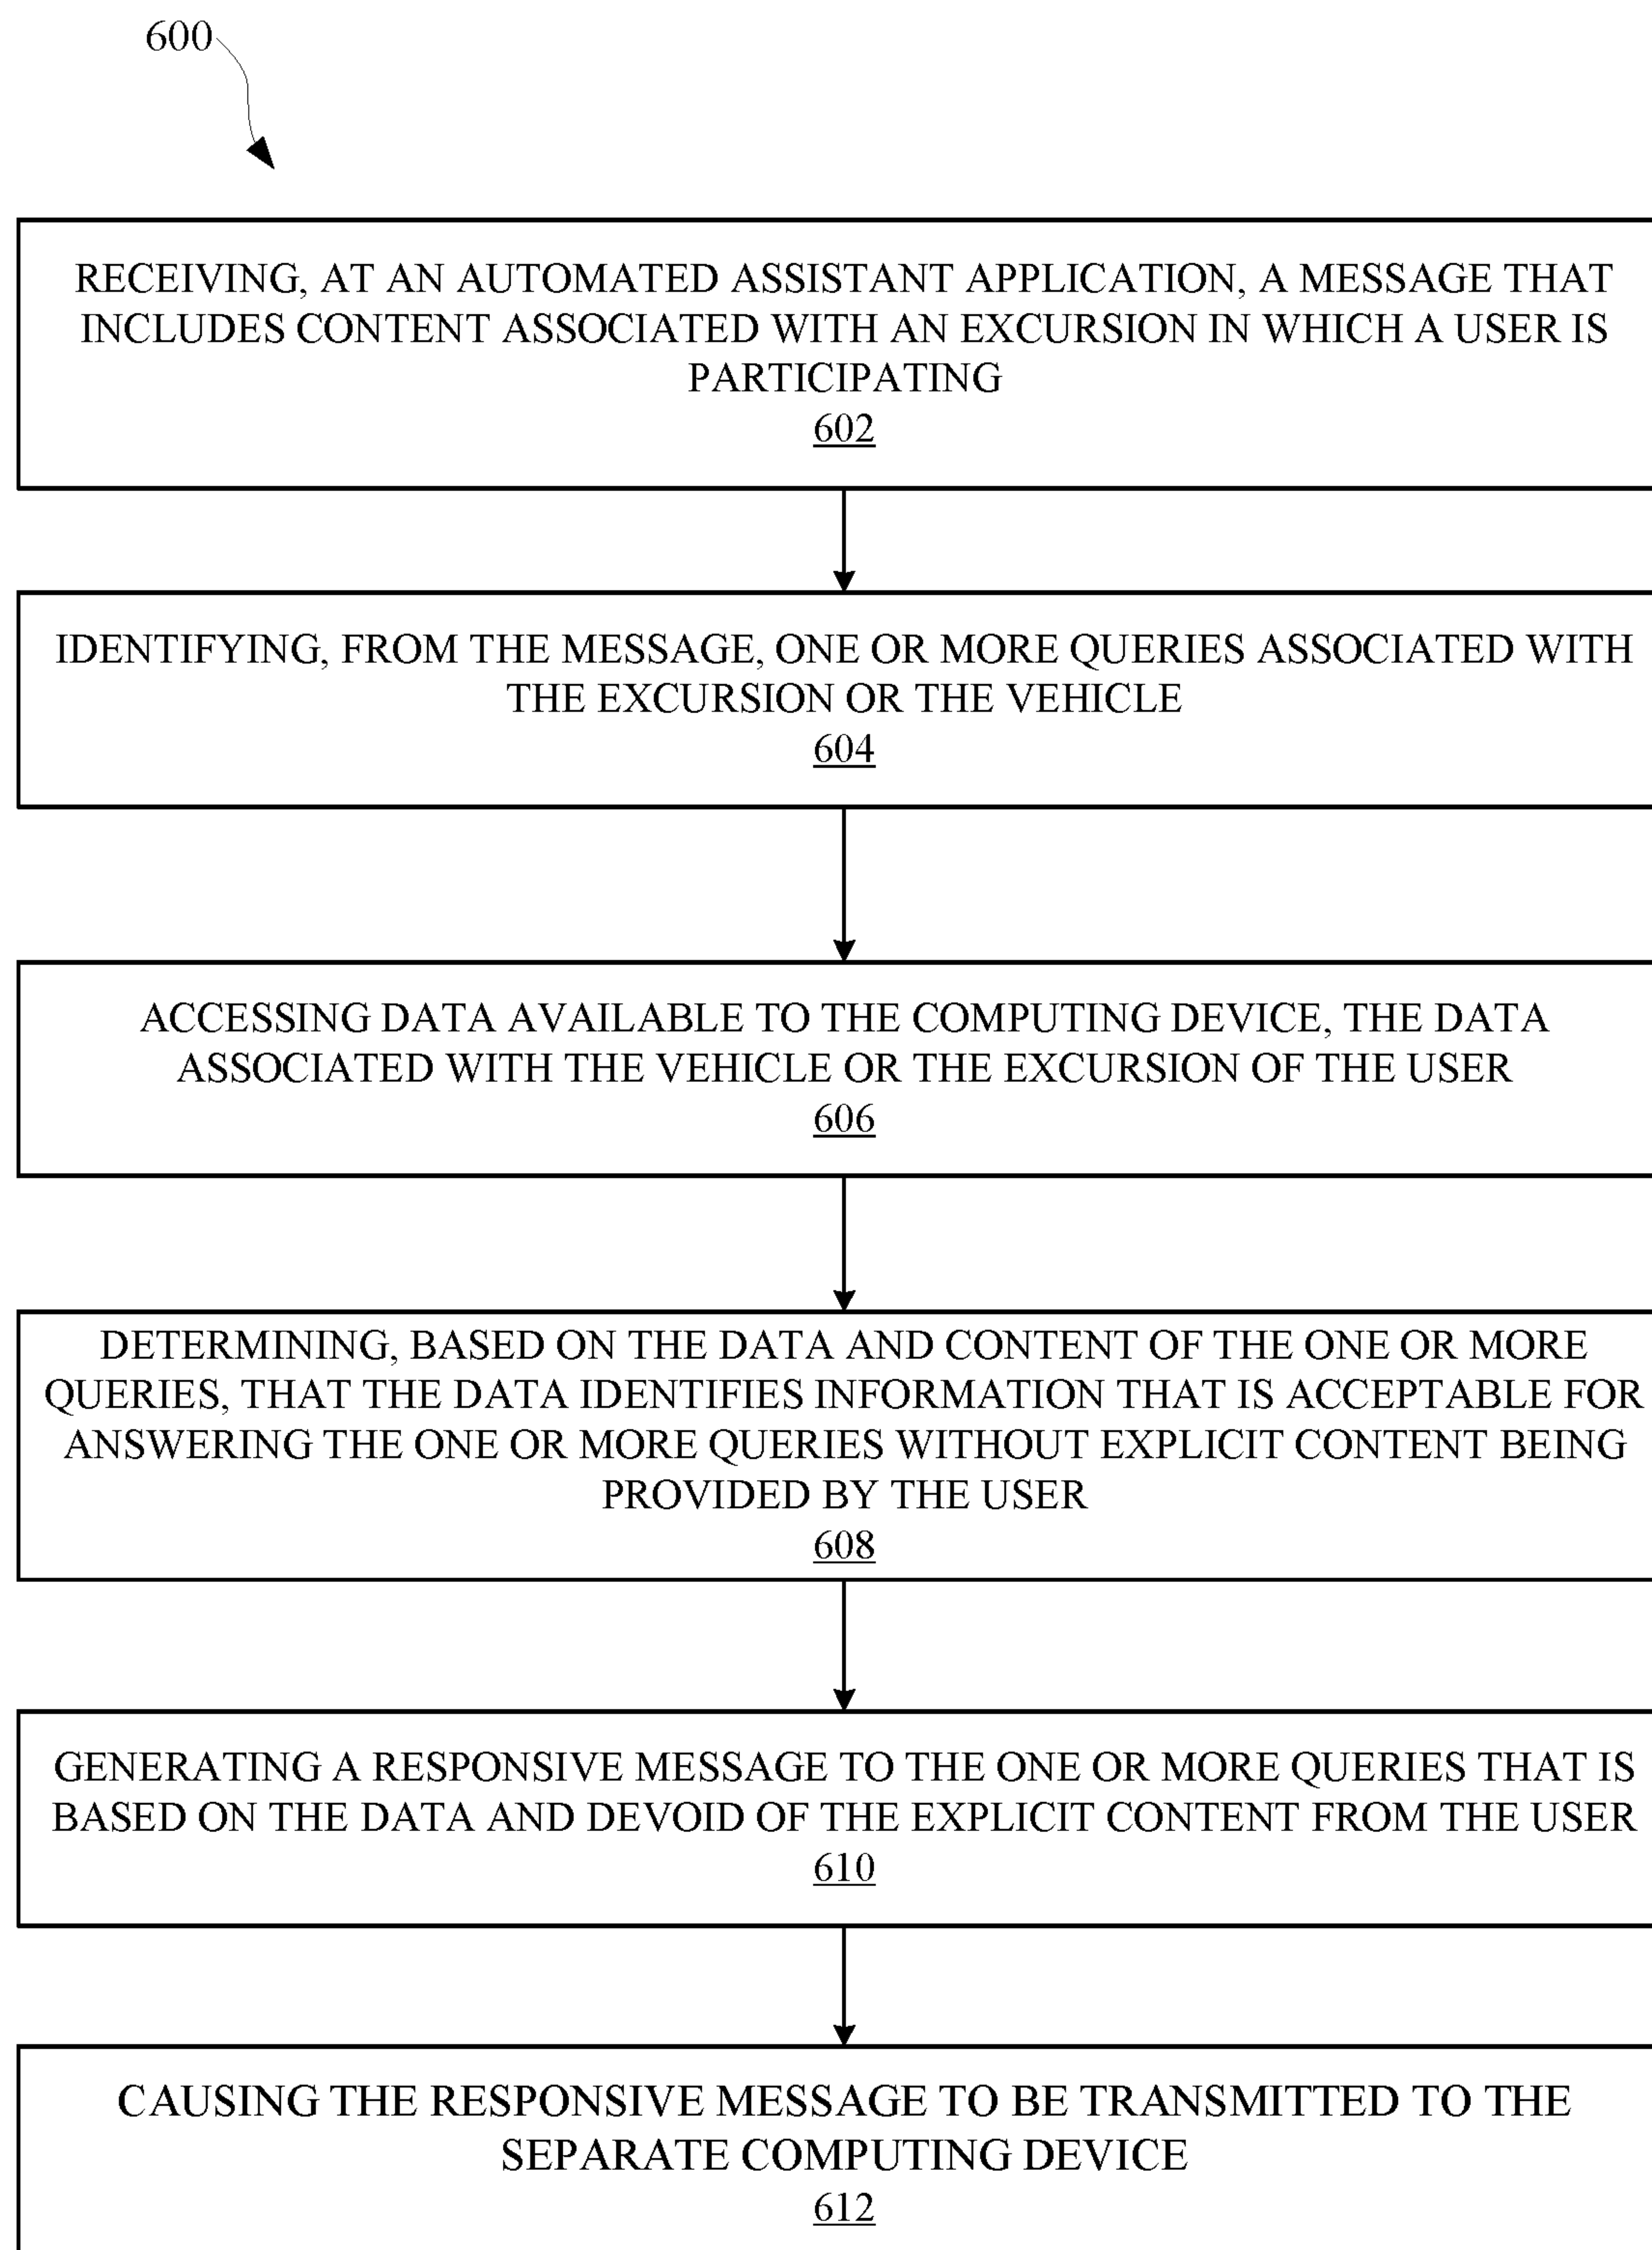 600
RECEIVING, AT AN AUTOMATED ASSISTANT APPLICATION, A MESSAGE THAT
INCLUDES CONTENT ASSOCIATED WITH AN EXCURSION IN WHICH A USER IS
PARTICIPATING
602
IDENTIFYING, FROM THE MESSAGE, ONE OR MORE QUERIES ASSOCIATED WITH
THE EXCURSION OR THE VEHICLE
604
ACCESSING DATA AVAILABLE TO THE COMPUTING DEVICE, THE DATA
ASSOCIATED WITH THE VEHICLE OR THE EXCURSION OF THE USER
606
DETERMINING, BASED ON THE DATA AND CONTENT OF THE ONE OR MORE
QUERIES, THAT THE DATA IDENTIFIES INFORMATION THAT IS ACCEPTABLE FOR
ANSWERING THE ONE OR MORE QUERIES WITHOUT EXPLICIT CONTENT BEING
PROVIDED BY THE USER
608
GENERATING A RESPONSIVE MESSAGE TO THE ONE OR MORE QUERIES THAT IS
BASED ON THE DATA AND DEVOID OF THE EXPLICIT CONTENT FROM THE USER
610
CAUSING THE RESPONSIVE MESSAGE TO BE TRANSMITTED TO THE
SEPARATE COMPUTING DEVICE
612